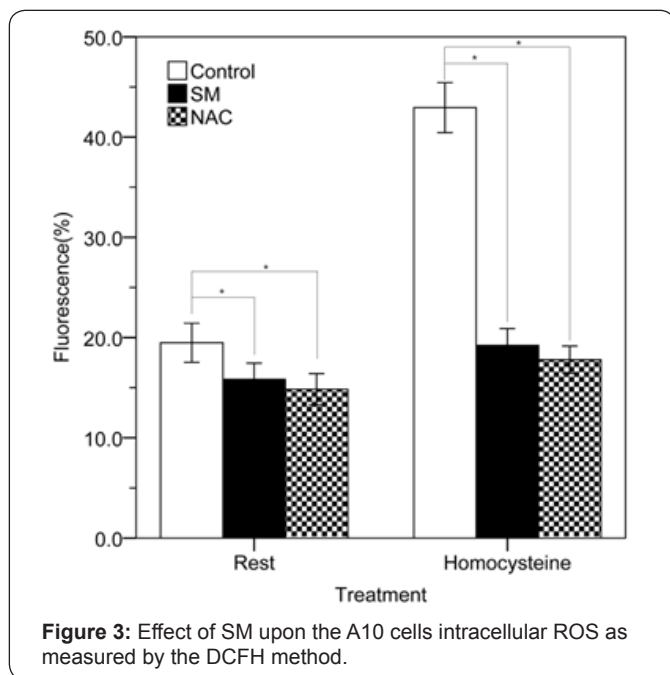 50.0
40.0
30.0
20.0
10.0
0.0
Fluorescence(%)
Control
SM
NAC
*
*
*
*
Rest
Homocysteine
Treatment
Figure 3: Effect of SM upon the A10 cells intracellular ROS as
measured by the DCFH method.